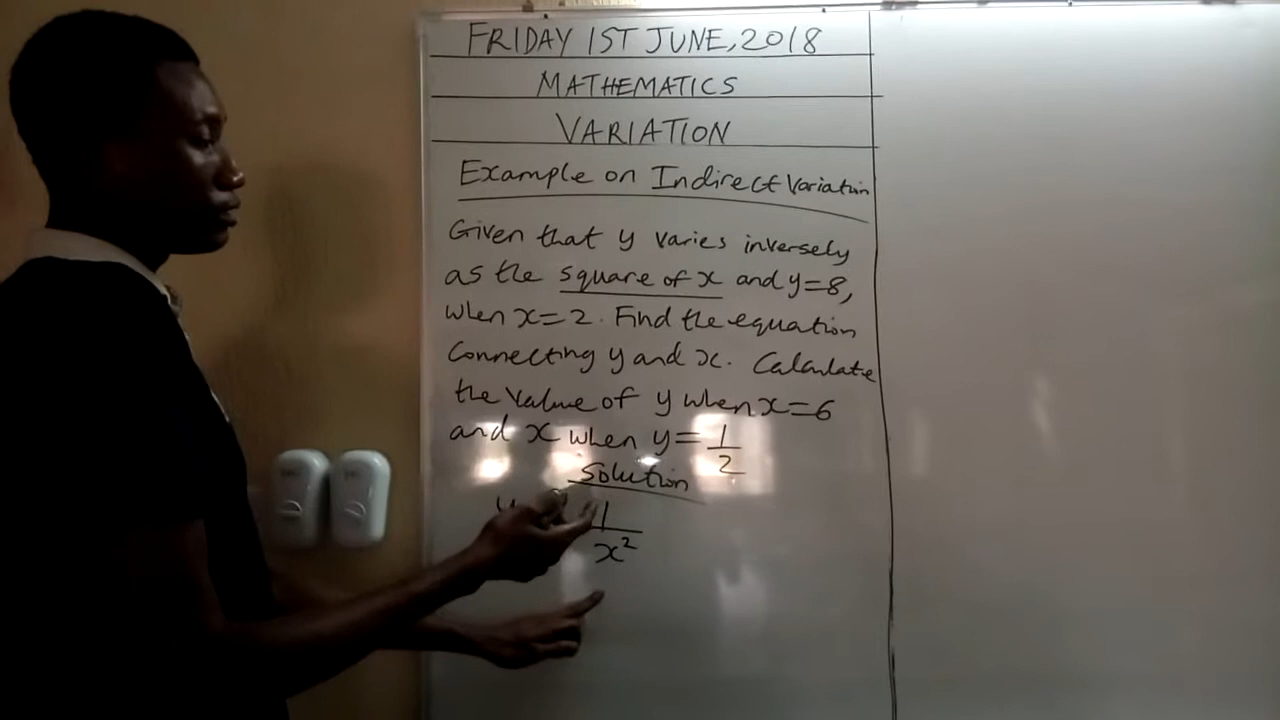 FRIDAY 1ST JUNE, 2018
MATHEMATICS
VARIATION
Example on Indirect Variation
Given that y varies inversely
as the square of x and y=8,
when x=2. Find the equation
Connecting y and x. Calculate
the value of y when x=6
and x when y= 1/2
Solution
y 1/x²